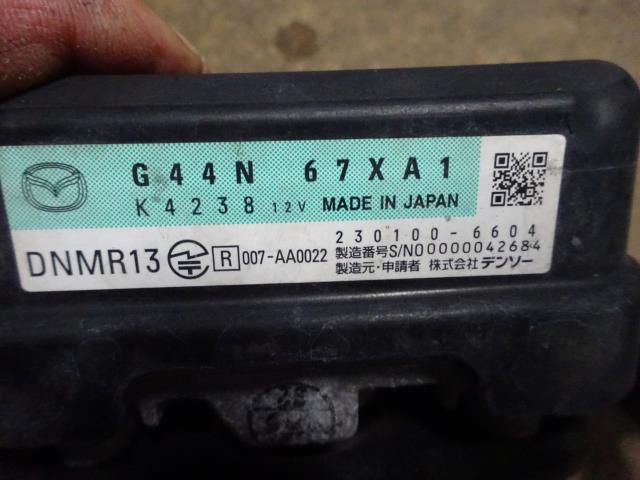 G44N 67XA1
K4238 12V MADE IN JAPAN
DNMR13 R 007-AA0022
230100-6604
製造番号S/N00000042684
製造元・申請者 株式会社 デンソー